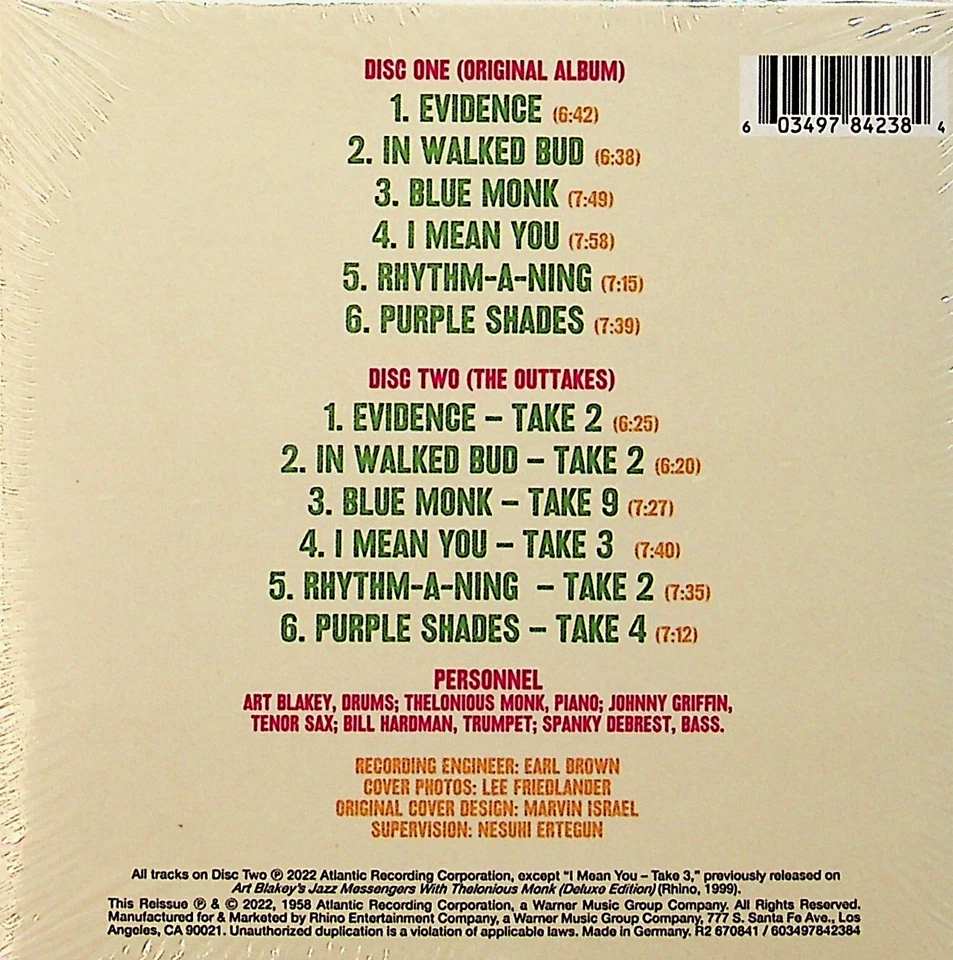 DISC ONE (ORIGINAL ALBUM)
1. EVIDENCE (6:42)
2. IN WALKED BUD (6:38)
3. BLUE MONK (7:49)
4. I MEAN YOU (7:58)
5. RHYTHM-A-NING (7:15)
6. PURPLE SHADES (7:39)
6 03497 84238 4
DISC TWO (THE OUTTAKES)
1. EVIDENCE – TAKE 2 (6:25)
2. IN WALKED BUD – TAKE 2 (6:20)
3. BLUE MONK – TAKE 9 (7:27)
4. I MEAN YOU – TAKE 3 (7:40)
5. RHYTHM-A-NING – TAKE 2 (7:35)
6. PURPLE SHADES – TAKE 4 (7:12)
PERSONNEL
ART BLAKEY, DRUMS; THELONIOUS MONK, PIANO; JOHNNY GRIFFIN,
TENOR SAX; BILL HARDMAN, TRUMPET; SPANKY DEBREST, BASS.
RECORDING ENGINEER: EARL BROWN
COVER PHOTOS: LEE FRIEDLANDER
ORIGINAL COVER DESIGN: MARVIN ISRAEL
SUPERVISION: NESUHI ERTEGUN
All tracks on Disc Two ℗ 2022 Atlantic Recording Corporation, except “I Mean You – Take 3,” previously released on
Art Blakey's Jazz Messengers With Thelonious Monk (Deluxe Edition) (Rhino, 1999).
This Reissue ℗ & © 2022, 1958 Atlantic Recording Corporation, a Warner Music Group Company. All Rights Reserved.
Manufactured for & Marketed by Rhino Entertainment Company, a Warner Music Group Company, 777 S. Santa Fe Ave., Los
Angeles, CA 90021. Unauthorized duplication is a violation of applicable laws. Made in Germany. R2 670841 / 603497842384